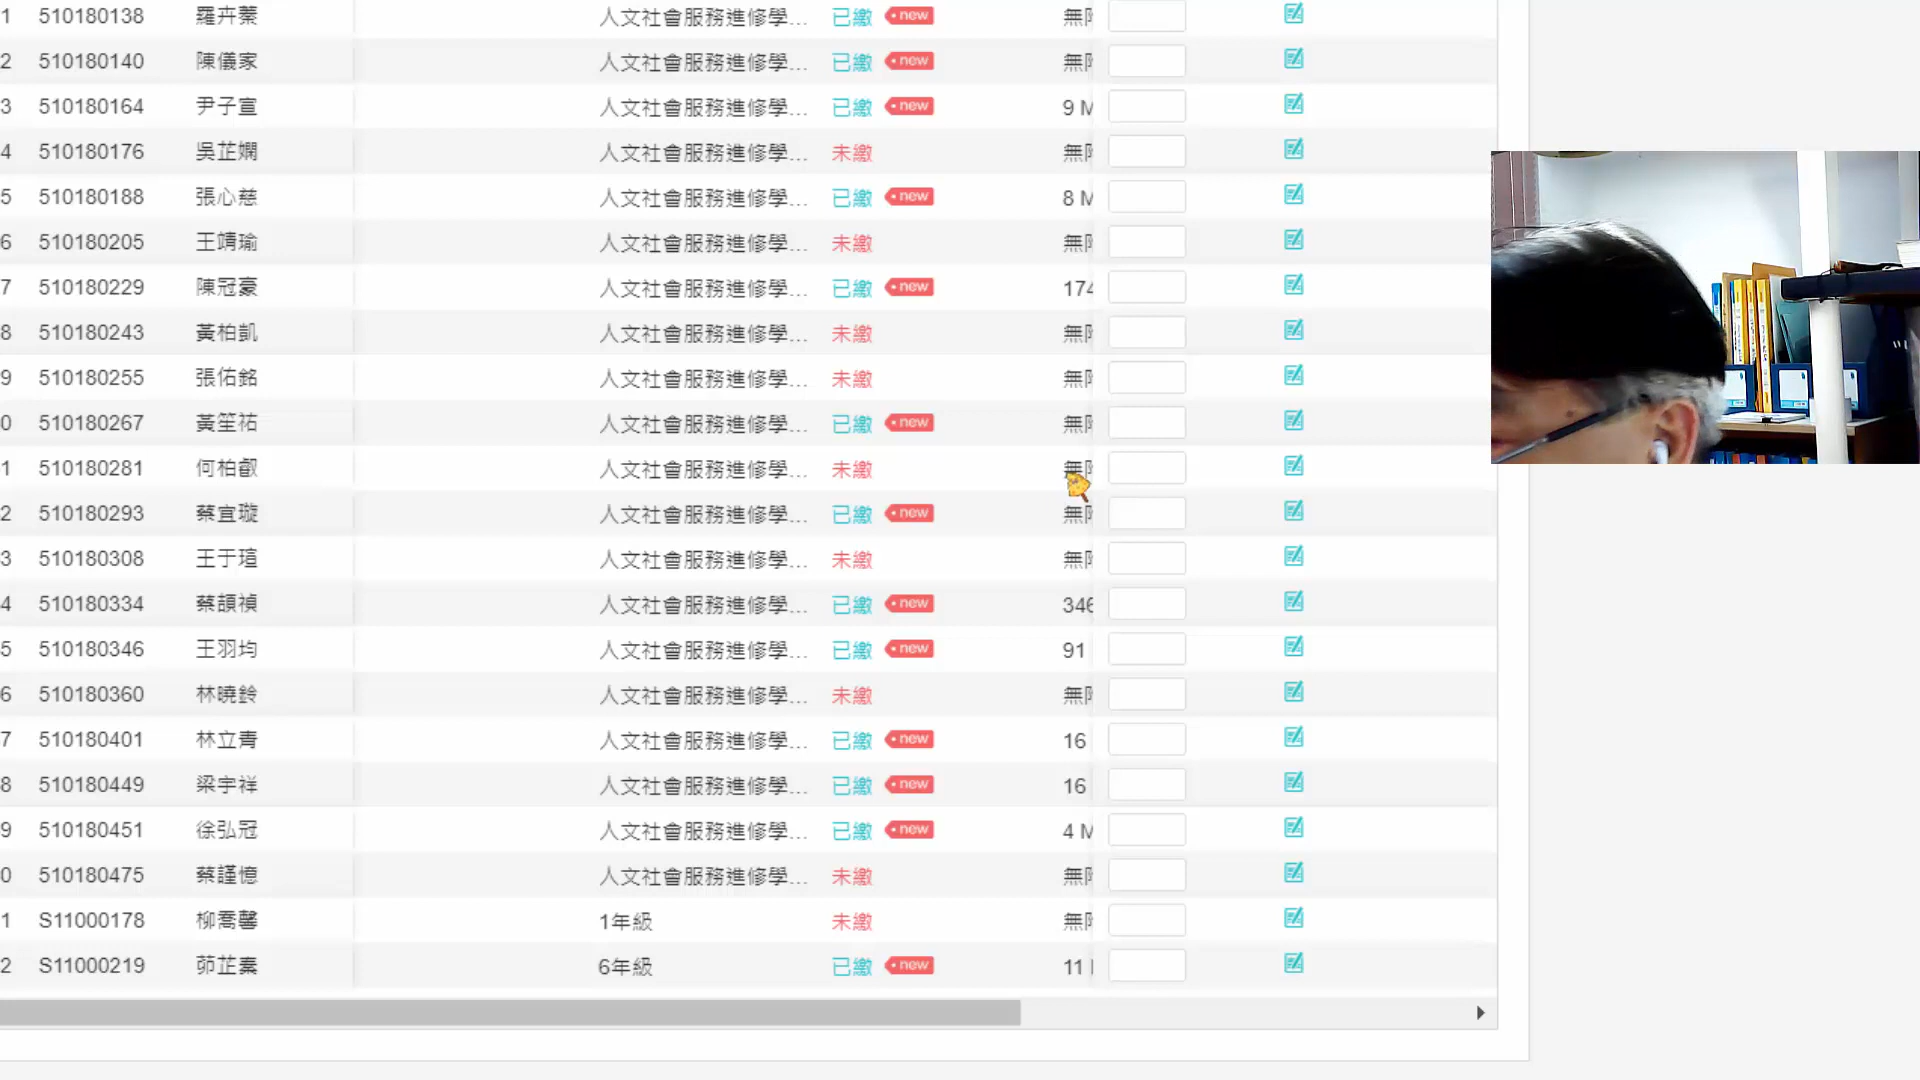 1 510180138 羅卉蓁 人文社會服務進修學... 已繳 new
2 510180140 陳儀家 人文社會服務進修學... 已繳 new
3 510180164 尹子宣 人文社會服務進修學... 已繳 new 9 M
4 510180176 吳芷嫻 人文社會服務進修學... 未繳 無
5 510180188 張心慈 人文社會服務進修學... 已繳 new 8 M
6 510180205 王靖瑜 人文社會服務進修學... 未繳 無
7 510180229 陳冠豪 人文社會服務進修學... 已繳 new 174
8 510180243 黃柏凱 人文社會服務進修學... 未繳 無
9 510180255 張佑銘 人文社會服務進修學... 未繳 無
0 510180267 黃笙祐 人文社會服務進修學... 已繳 new 無
1 510180281 何柏叡 人文社會服務進修學... 未繳 無
2 510180293 蔡宜璇 人文社會服務進修學... 已繳 new 無
3 510180308 王于瑄 人文社會服務進修學... 未繳 無
4 510180334 蔡頡禎 人文社會服務進修學... 已繳 new 346
5 510180346 王羽均 人文社會服務進修學... 已繳 new 91
6 510180360 林曉鈴 人文社會服務進修學... 未繳 無
7 510180401 林立青 人文社會服務進修學... 已繳 new 16
8 510180449 梁宇祥 人文社會服務進修學... 已繳 new 16
9 510180451 徐弘冠 人文社會服務進修學... 已繳 new 4 M
0 510180475 蔡謹憶 人文社會服務進修學... 未繳 無
1 S11000178 柳喬馨 1年級 未繳 無
2 S11000219 茆芷素 6年級 已繳 new 11